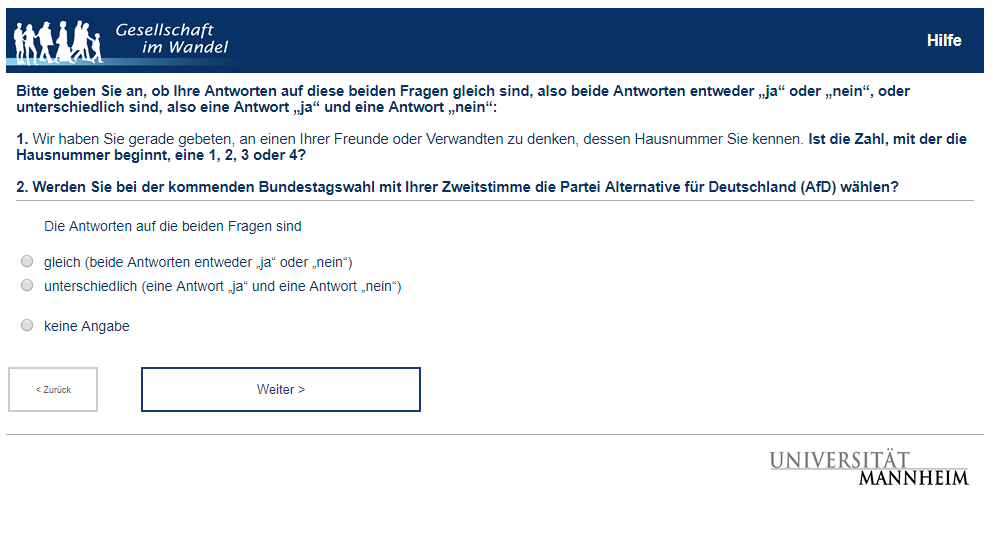 Gesellschaft
im Wandel
Hilfe
Bitte geben Sie an, ob Ihre Antworten auf diese beiden Fragen gleich sind, also beide Antworten entweder „ja“ oder „nein“, oder
unterschiedlich sind, also eine Antwort „ja“ und eine Antwort „nein“:
1. Wir haben Sie gerade gebeten, an einen Ihrer Freunde oder Verwandten zu denken, dessen Hausnummer Sie kennen. Ist die Zahl, mit der die
Hausnummer beginnt, eine 1, 2, 3 oder 4?
2. Werden Sie bei der kommenden Bundestagswahl mit Ihrer Zweitstimme die Partei Alternative für Deutschland (AfD) wählen?
Die Antworten auf die beiden Fragen sind
gleich (beide Antworten entweder „ja“ oder „nein“)
unterschiedlich (eine Antwort „ja“ und eine Antwort „nein“)
keine Angabe
< Zurück
Weiter >
UNIVERSITÄT
MANNHEIM